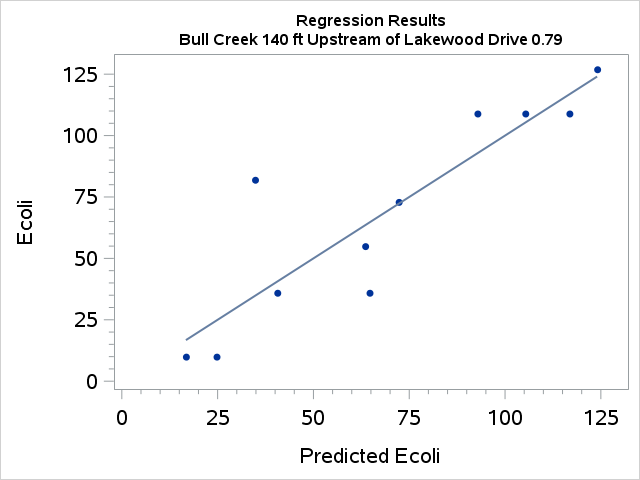 Regression Results
Bull Creek 140 ft Upstream of Lakewood Drive 0.79
125
100
75
50
25
0
Ecoli
0 25 50 75 100 125
Predicted Ecoli